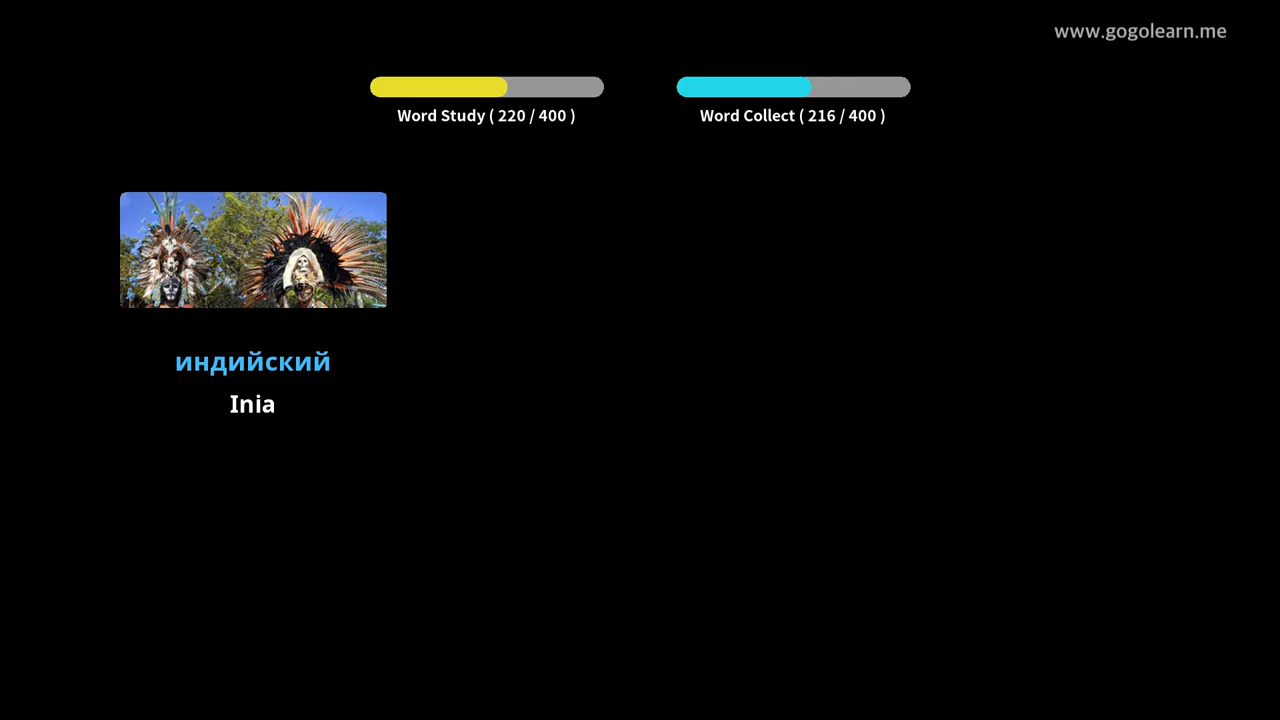 www.gogolearn.me
Word Study ( 220 / 400 )
Word Collect ( 216 / 400 )
индийский
Inia